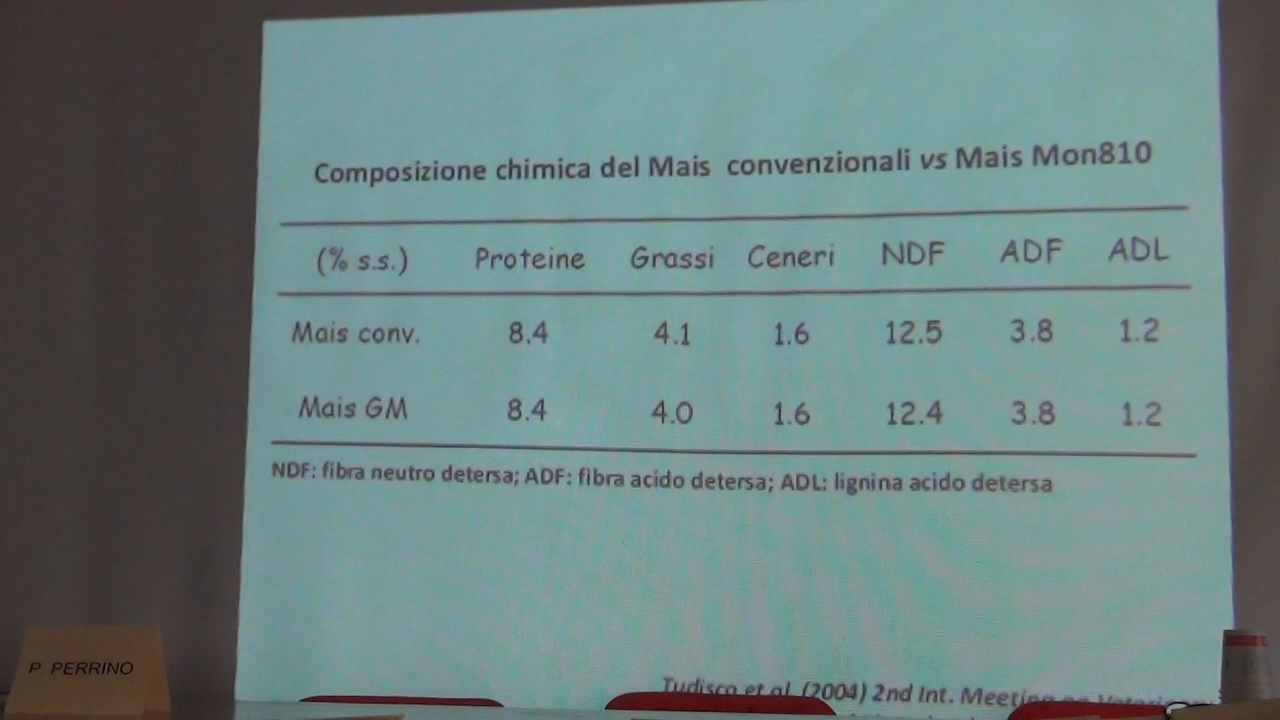 Composizione chimica del Mais convenzionali vs Mais Mon810
(% s.s.) Proteine Grassi Ceneri NDF ADF ADL
Mais conv. 8.4 4.1 1.6 12.5 3.8 1.2
Mais GM 8.4 4.0 1.6 12.4 3.8 1.2
NDF: fibra neutro detersa; ADF: fibra acido detersa; ADL: lignina acido detersa
Tudisco et al. (2004) 2nd Int. Meeting on
P. PERRINO